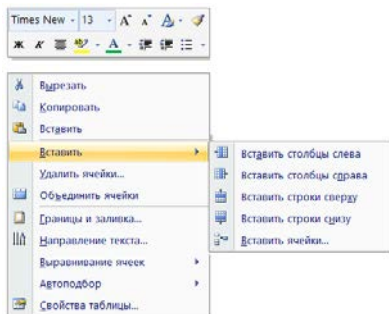 Times New 13 A A A
Ж К А
Вырезать
Копировать
Вставить
Вставить
Удалить ячейки...
Объединить ячейки
Границы и заливка...
Направление текста...
Выравнивание ячеек
Автоподбор
Свойства таблицы...
Вставить столбцы слева
Вставить столбцы справа
Вставить строки сверху
Вставить строки снизу
Вставить ячейки...